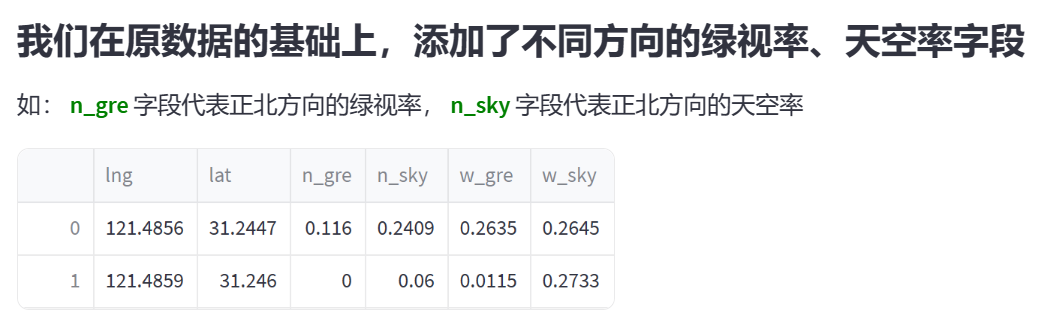 我们在原数据的基础上，添加了不同方向的绿视率、天空率字段
如： n_gre 字段代表正北方向的绿视率， n_sky 字段代表正北方向的天空率
lng lat n_gre n_sky w_gre w_sky
0 121.4856 31.2447 0.116 0.2409 0.2635 0.2645
1 121.4859 31.246 0 0.06 0.0115 0.2733